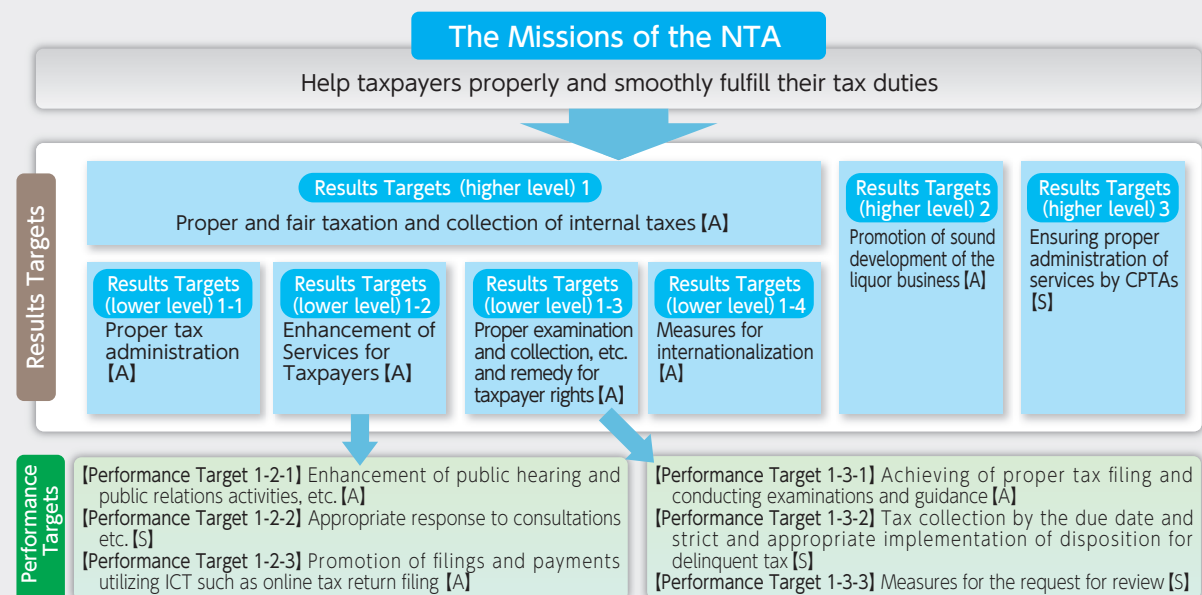 The Missions of the NTA
Help taxpayers properly and smoothly fulfill their tax duties
Results Targets
Results Targets (higher level) 1
Proper and fair taxation and collection of internal taxes【A】
Results Targets
(lower level) 1-1
Proper tax
administration
【A】
Results Targets
(lower level) 1-2
Enhancement of
Services for
Taxpayers【A】
Results Targets
(lower level) 1-3
Proper examination
and collection, etc.
and remedy for
taxpayer rights【A】
Results Targets
(lower level) 1-4
Measures for
internationalization
【A】
Results Targets
(higher level) 2
Promotion of sound
development of the
liquor business【A】
Results Targets
(higher level) 3
Ensuring proper
administration of
services by CPTAs
【S】
Performance
Targets
【Performance Target 1-2-1】Enhancement of public hearing and
public relations activities, etc.【A】
【Performance Target 1-2-2】Appropriate response to consultations
etc.【S】
【Performance Target 1-2-3】Promotion of filings and payments
utilizing ICT such as online tax return filing【A】
【Performance Target 1-3-1】Achieving of proper tax filing and
conducting examinations and guidance【A】
【Performance Target 1-3-2】Tax collection by the due date and
strict and appropriate implementation of disposition for
delinquent tax【S】
【Performance Target 1-3-3】Measures for the request for review【S】